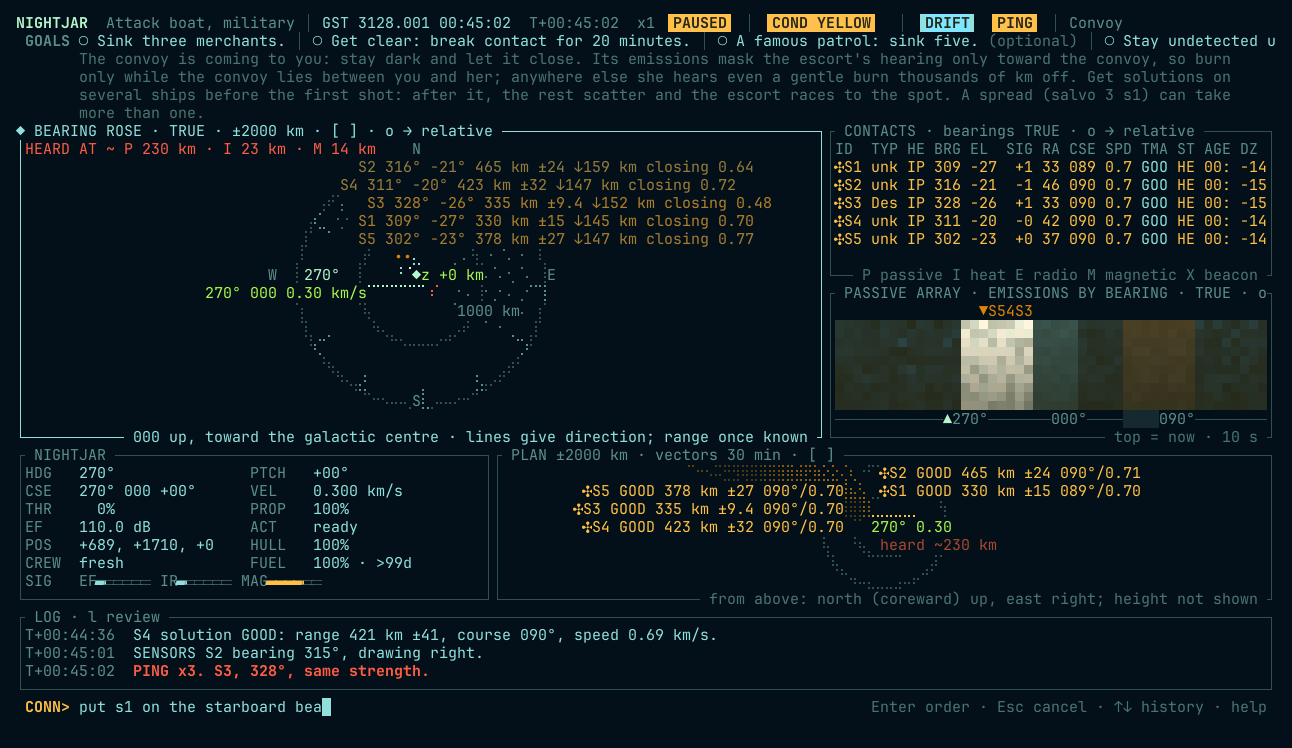 NIGHTJAR Attack boat, military │ GST 3128.001 00:45:02 T+00:45:02 x1 PAUSED │ COND YELLOW │ DRIFT PING │ Convoy
GOALS ○ Sink three merchants. │ ○ Get clear: break contact for 20 minutes. │ ○ A famous patrol: sink five. (optional) │ ○ Stay undetected u
The convoy is coming to you: stay dark and let it close. Its emissions mask the escort's hearing only toward the convoy, so burn
only while the convoy lies between you and her; anywhere else she hears even a gentle burn thousands of km off. Get solutions on
several ships before the first shot: after it, the rest scatter and the escort races to the spot. A spread (salvo 3 s1) can take
more than one.
◆ BEARING ROSE · TRUE · ±2000 km · [ ] · o → relative
HEARD AT ~ P 230 km · I 23 km · M 14 km N
S2 316° -21° 465 km ±24 ↓159 km closing 0.64
S4 311° -20° 423 km ±32 ↓147 km closing 0.72
S3 328° -26° 335 km ±9.4 ↓152 km closing 0.48
S1 309° -27° 330 km ±15 ↓145 km closing 0.70
S5 302° -23° 378 km ±27 ↓147 km closing 0.77
W 270° ◆z +0 km E
270° 000 0.30 km/s
1000 km
S
000 up, toward the galactic centre · lines give direction; range once known
CONTACTS · bearings TRUE · o → relative
ID TYP HE BRG EL SIG RA CSE SPD TMA ST AGE DZ
✣S1 unk IP 309 -27 +1 33 089 0.7 GOO HE 00: -14
✣S2 unk IP 316 -21 -1 46 090 0.7 GOO HE 00: -15
✣S3 Des IP 328 -26 +1 33 090 0.7 GOO HE 00: -15
✣S4 unk IP 311 -20 -0 42 090 0.7 GOO HE 00: -14
✣S5 unk IP 302 -23 +0 37 090 0.7 GOO HE 00: -14
P passive I heat E radio M magnetic X beacon
PASSIVE ARRAY · EMISSIONS BY BEARING · TRUE · o
▼S54S3
▲270° 000° 090°
top = now · 10 s
NIGHTJAR
HDG 270° PTCH +00°
CSE 270° 000 +00° VEL 0.300 km/s
THR 0% PROP 100%
EF 110.0 dB ACT ready
POS +689, +1710, +0 HULL 100%
CREW fresh FUEL 100% · >99d
SIG EF IR MAG
PLAN ±2000 km · vectors 30 min · [ ]
✣S2 GOOD 465 km ±24 090°/0.71
✣S5 GOOD 378 km ±27 090°/0.70 ✣S1 GOOD 330 km ±15 089°/0.70
✣S3 GOOD 335 km ±9.4 090°/0.70
✣S4 GOOD 423 km ±32 090°/0.70 270° 0.30
heard ~230 km
from above: north (coreward) up, east right; height not shown
LOG · l review
T+00:44:36 S4 solution GOOD: range 421 km ±41, course 090°, speed 0.69 km/s.
T+00:45:01 SENSORS S2 bearing 315°, drawing right.
T+00:45:02 PING x3. S3, 328°, same strength.
CONN> put s1 on the starboard bea
Enter order · Esc cancel · ↑↓ history · help